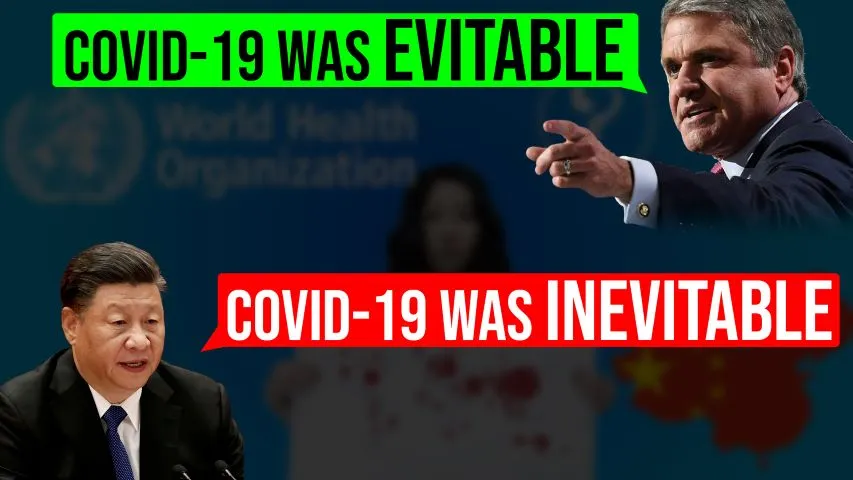 COVID-19 WAS EVITABLE
World Health
Organization
COVID-19 WAS INEVITABLE